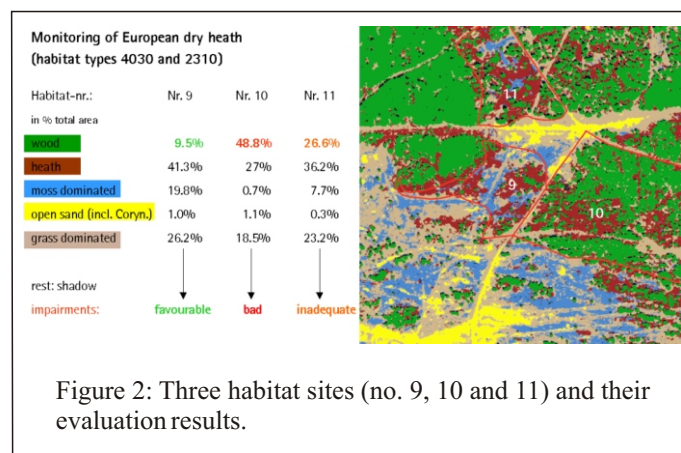 Monitoring of European dry heath
(habitat types 4030 and 2310)
Habitat-nr.: Nr. 9 Nr. 10 Nr. 11
in % total area
wood 9.5% 48.8% 26.6%
heath 41.3% 27% 36.2%
moss dominated 19.8% 0.7% 7.7%
open sand (incl. Coryn.) 1.0% 1.1% 0.3%
grass dominated 26.2% 18.5% 23.2%
rest: shadow
impairments: favourable bad inadequate
11
9
10
Figure 2: Three habitat sites (no. 9, 10 and 11) and their
evaluation results.